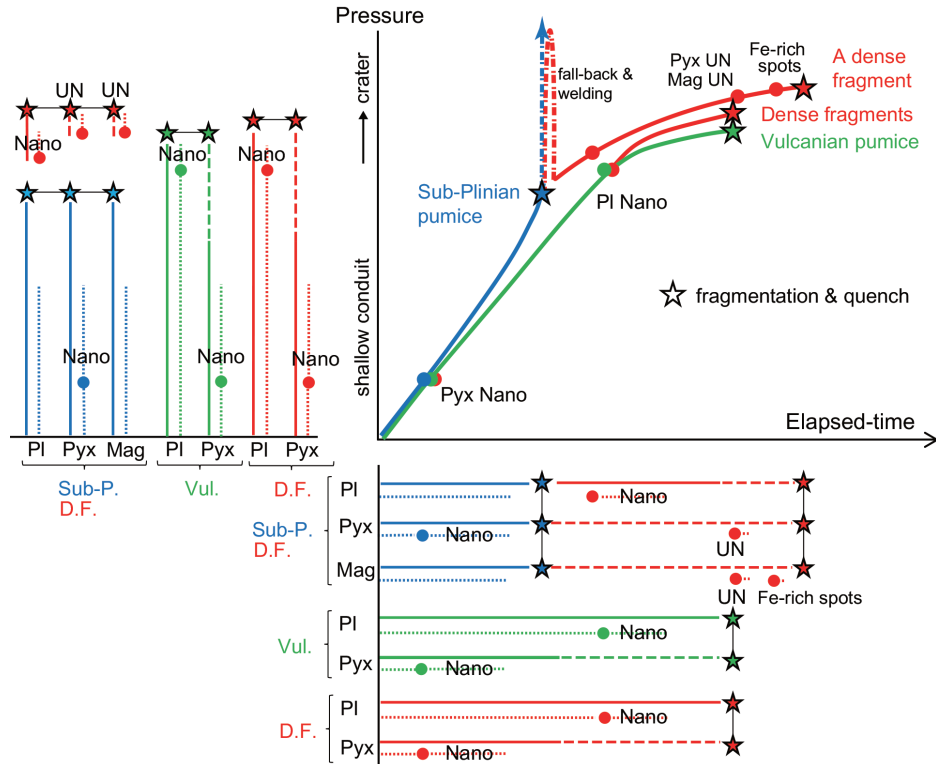 Pressure
crater
shallow conduit
fall-back &
welding
Pyx UN
Mag UN
Fe-rich
spots
A dense
fragment
Dense fragments
Vulcanian pumice
Sub-Plinian
pumice
Pl Nano
fragmentation & quench
Pyx Nano
Elapsed-time
UN
UN
Nano
Nano
Nano
Nano
Nano
Nano
Pl
Pyx
Mag
Pl
Pyx
Pl
Pyx
Sub-P.
D.F.
Vul.
D.F.
Sub-P.
D.F.
Pl
Nano
Pyx
Nano
UN
Mag
UN
Fe-rich spots
Vul.
Pl
Nano
Pyx
Nano
D.F.
Pl
Nano
Pyx
Nano